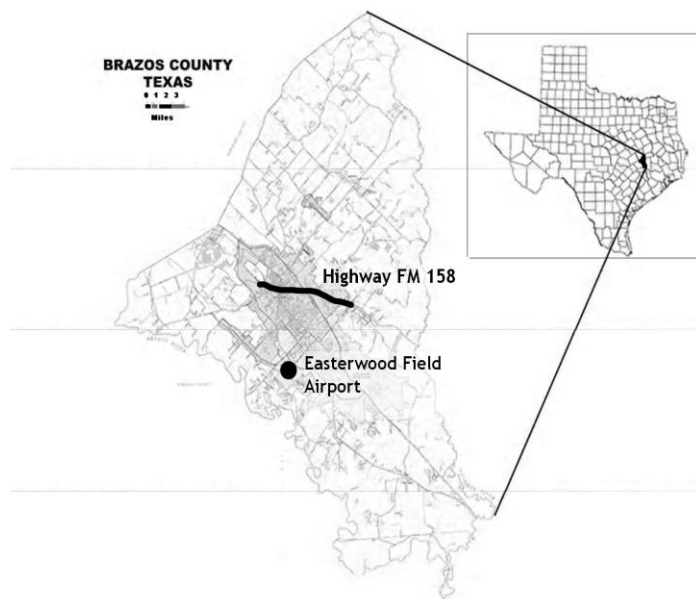 BRAZOS COUNTY
TEXAS
0 1 2 3
Miles
Highway FM 158
Easterwood Field
Airport